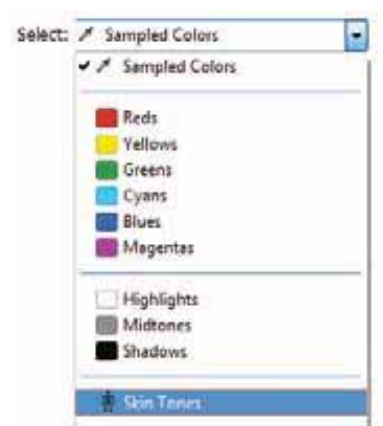 Select: Sampled Colors
Sampled Colors
Reds
Yellows
Greens
Cyans
Blues
Magentas
Highlights
Midtones
Shadows
Skin Tones